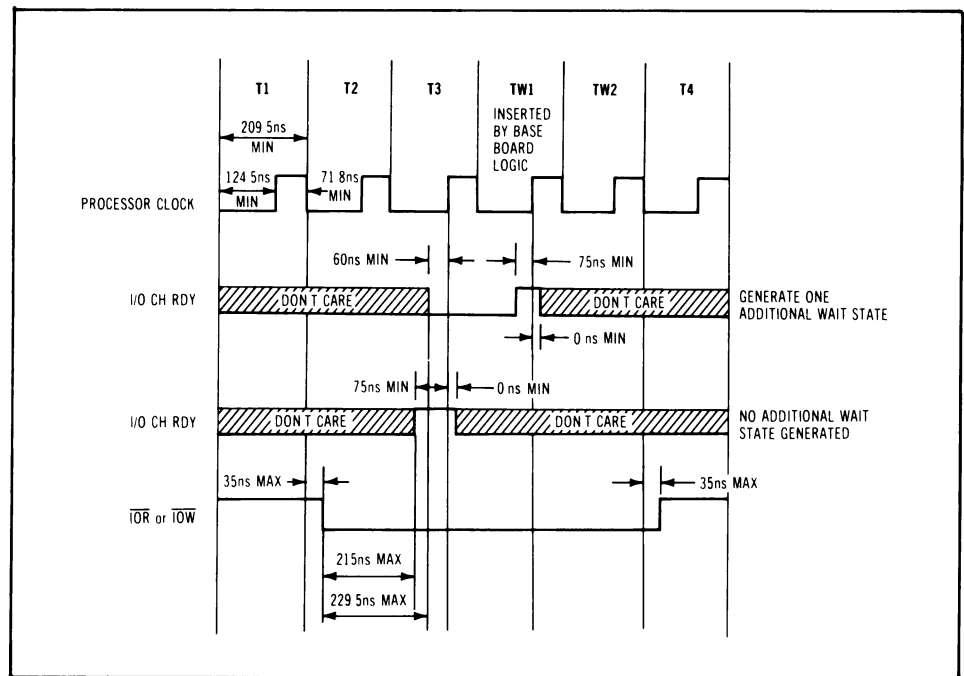 T1 T2 T3 TW1 TW2 T4
INSERTED
BY BASE
BOARD
LOGIC
209 5ns
MIN
124 5ns
MIN
71 8ns
MIN
PROCESSOR CLOCK
60ns MIN
75ns MIN
I/O CH RDY
DON T CARE
DON T CARE
GENERATE ONE
ADDITIONAL WAIT STATE
0 ns MIN
75ns MIN
0 ns MIN
I/O CH RDY
DON T CARE
DON T CARE
NO ADDITIONAL WAIT
STATE GENERATED
35ns MAX
35ns MAX
IOR or IOW
215ns MAX
229 5ns MAX